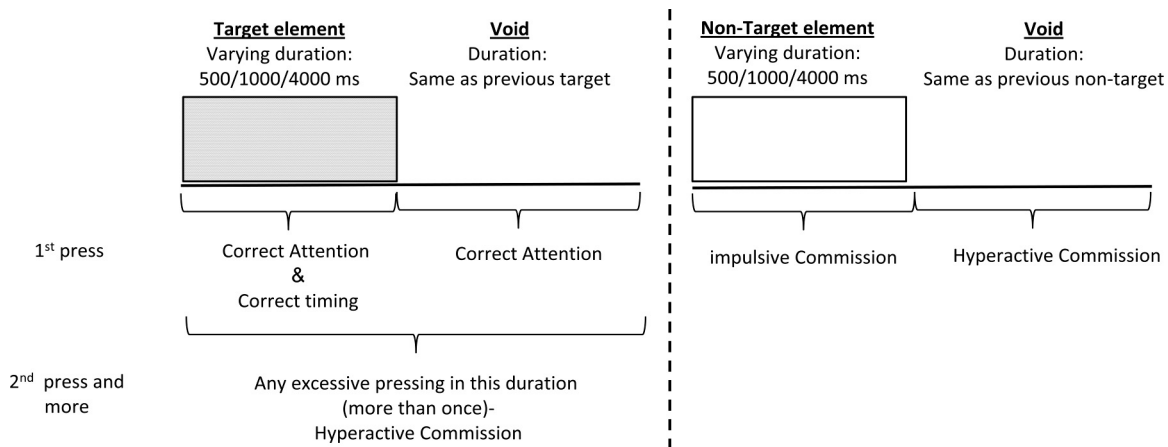 Target element
Varying duration:
500/1000/4000 ms
Void
Duration:
Same as previous target
Non-Target element
Varying duration:
500/1000/4000 ms
Void
Duration:
Same as previous non-target
1st press
Correct Attention
&
Correct timing
Correct Attention
impulsive Commission
Hyperactive Commission
2nd press and
more
Any excessive pressing in this duration
(more than once)-
Hyperactive Commission